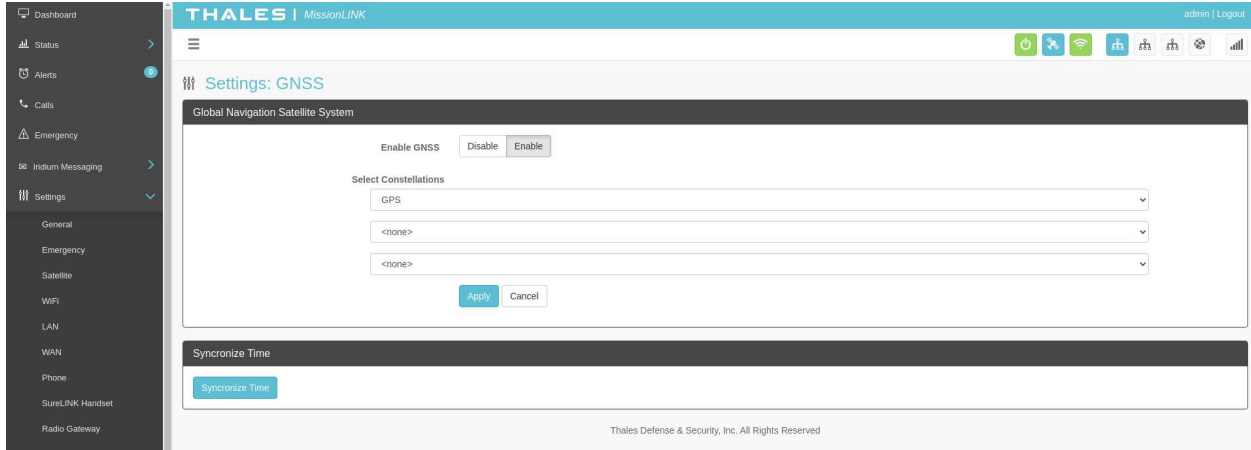 THALES | MissionLINK
admin | Logout
Dashboard
Status
Alerts 0
Calls
Emergency
Iridium Messaging
Settings
General
Emergency
Satellite
WiFi
LAN
WAN
Phone
SureLINK Handset
Radio Gateway
Settings: GNSS
Global Navigation Satellite System
Enable GNSS Disable Enable
Select Constellations
GPS
<none>
<none>
Apply Cancel
Syncronize Time
Syncronize Time
Thales Defense & Security, Inc. All Rights Reserved